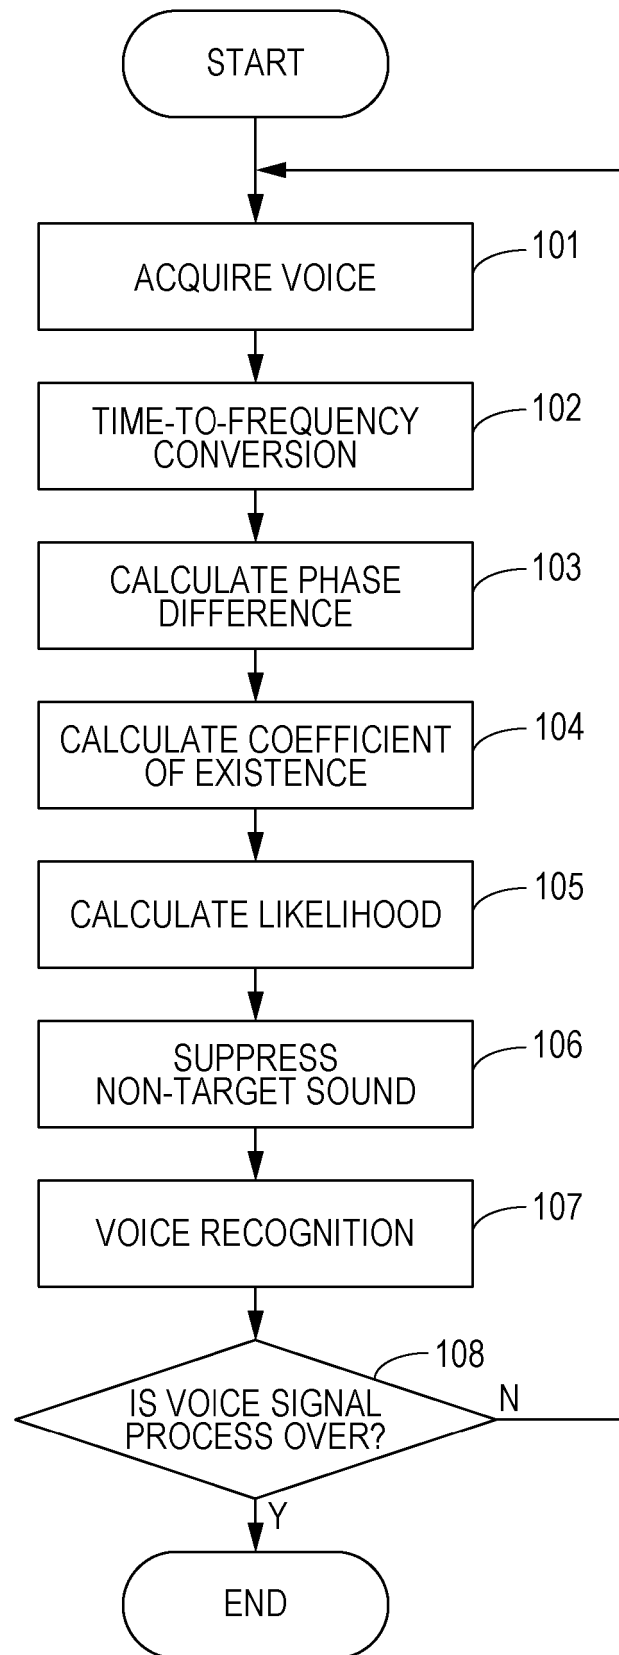 START
ACQUIRE VOICE
101
TIME-TO-FREQUENCY
CONVERSION
102
CALCULATE PHASE
DIFFERENCE
103
CALCULATE COEFFICIENT
OF EXISTENCE
104
CALCULATE LIKELIHOOD
105
SUPPRESS
NON-TARGET SOUND
106
VOICE RECOGNITION
107
108
IS VOICE SIGNAL
PROCESS OVER?
N
Y
END